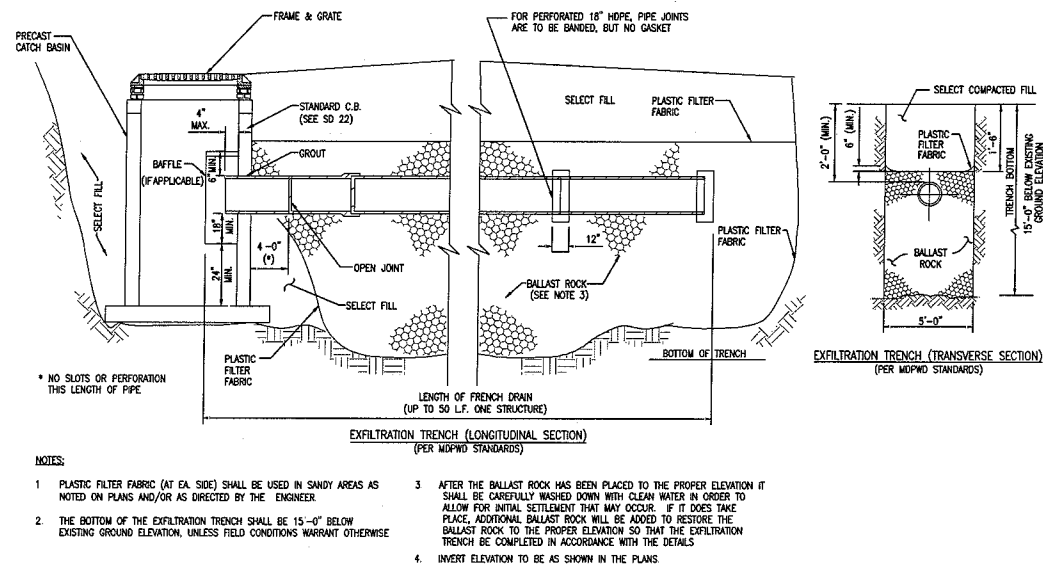 FRAME & GRATE
PRECAST
CATCH BASIN
FOR PERFORATED 18" HDPE, PIPE JOINTS
ARE TO BE BANDED, BUT NO GASKET
4"
MAX.
STANDARD C.B.
(SEE SD 22)
SELECT FILL
PLASTIC FILTER
FABRIC
GROUT
BAFFLE
(IF APPLICABLE)
6" MIN.
SELECT FILL
18"
MIN.
24"
MIN.
4 -0"
(*)
OPEN JOINT
12"
PLASTIC FILTER
FABRIC
BALLAST ROCK
(SEE NOTE 3)
SELECT FILL
PLASTIC
FILTER
FABRIC
BOTTOM OF TRENCH
* NO SLOTS OR PERFORATION
THIS LENGTH OF PIPE
LENGTH OF FRENCH DRAIN
(UP TO 50 L.F. ONE STRUCTURE)
EXFILTRATION TRENCH (LONGITUDINAL SECTION)
(PER MDPWD STANDARDS)
SELECT COMPACTED FILL
2'-0" (MIN.)
6" (MIN.)
PLASTIC
FILTER
FABRIC
1'-6"
TRENCH BOTTOM
15'-0" BELOW EXISTING
GROUND ELEVATION
BALLAST
ROCK
5'-0"
EXFILTRATION TRENCH (TRANSVERSE SECTION)
(PER MDPWD STANDARDS)
NOTES:
1 PLASTIC FILTER FABRIC (AT EA. SIDE) SHALL BE USED IN SANDY AREAS AS
NOTED ON PLANS AND/OR AS DIRECTED BY THE ENGINEER
2. THE BOTTOM OF THE EXFILTRATION TRENCH SHALL BE 15'-0" BELOW
EXISTING GROUND ELEVATION, UNLESS FIELD CONDITIONS WARRANT OTHERWISE
3 AFTER THE BALLAST ROCK HAS BEEN PLACED TO THE PROPER ELEVATION IT
SHALL BE CAREFULLY WASHED DOWN WITH CLEAN WATER IN ORDER TO
ALLOW FOR INITIAL SETTLEMENT THAT MAY OCCUR. IF IT DOES TAKE
PLACE, ADDITIONAL BALLAST ROCK WILL BE ADDED TO RESTORE THE
BALLAST ROCK TO THE PROPER ELEVATION SO THAT THE EXFILTRATION
TRENCH BE COMPLETED IN ACCORDANCE WITH THE DETAILS
4. INVERT ELEVATION TO BE AS SHOWN IN THE PLANS.